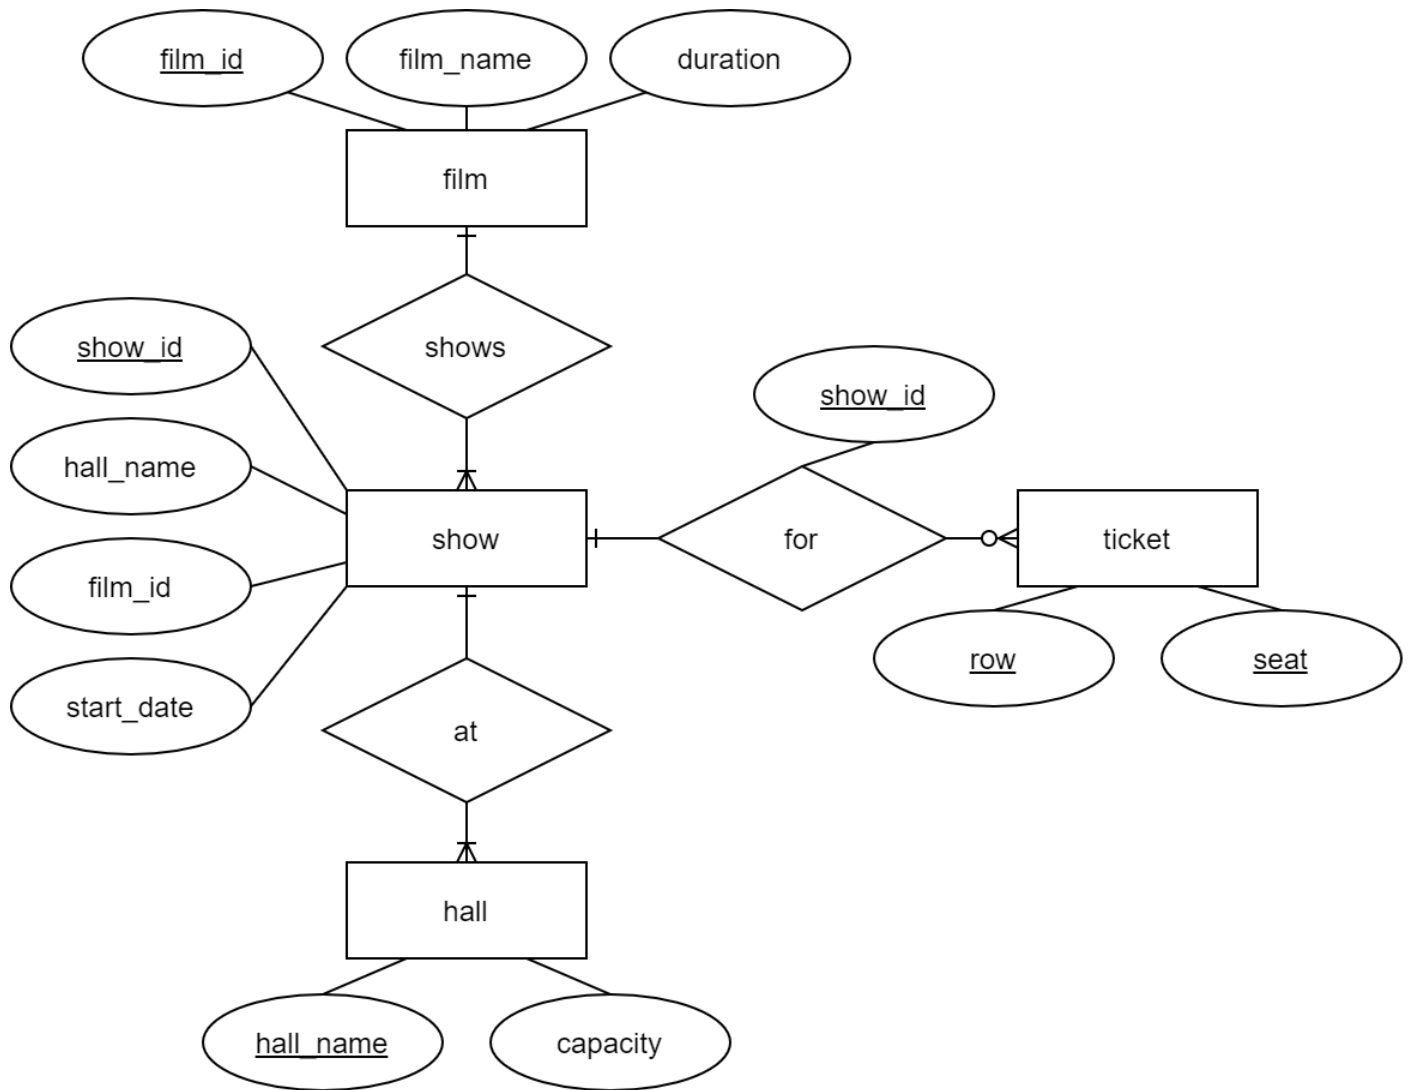 film_id
film_name
duration
film
shows
show_id
hall_name
film_id
start_date
show
for
show_id
ticket
row
seat
at
hall
hall_name
capacity